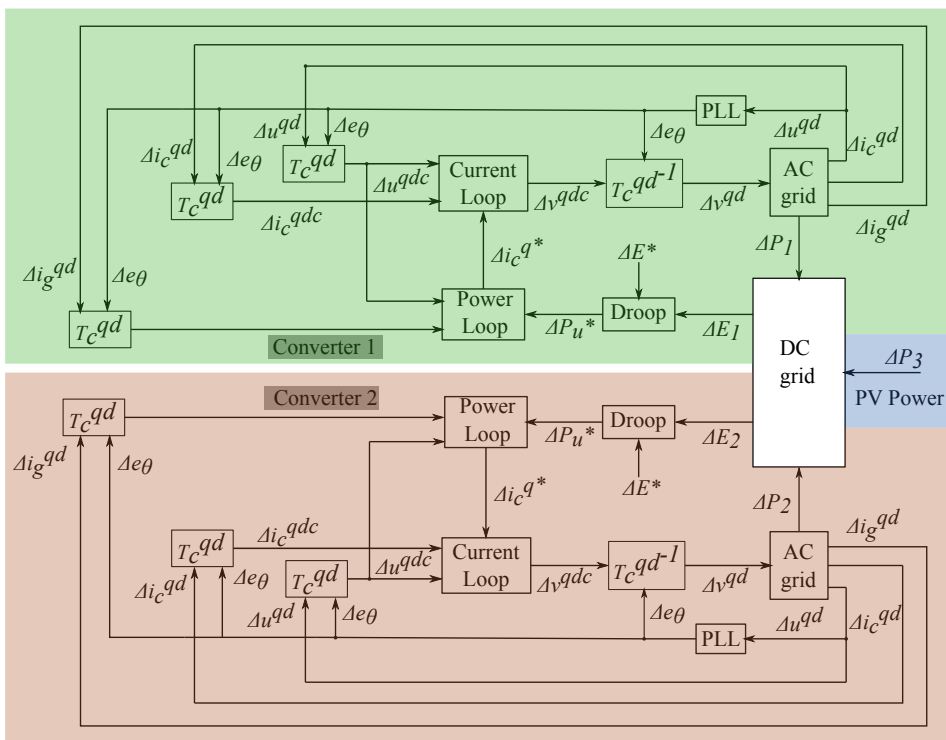 PLL
Δu^qd
Δe_θ
Δe_θ
Δu^qd
Δi_c^qd
Δi_c^qd
Δe_θ
T_c^qd
Current
Loop
T_c^qd-1
AC
grid
Δu^qdc
Δv^qdc
Δv^qd
T_c^qd
Δi_c^qdc
Δi_g^qd
Δi_g^qd
Δe_θ
Δi_c^q*
ΔE*
ΔP_1
T_c^qd
Power
Loop
ΔP_u*
Droop
ΔE_1
Converter 1
DC
grid
ΔP_3
PV Power
Converter 2
T_c^qd
Power
Loop
ΔP_u*
Droop
ΔE_2
Δi_g^qd
Δe_θ
Δi_c^q*
ΔE*
ΔP_2
Δi_g^qd
T_c^qd
Δi_c^qdc
Current
Loop
T_c^qd-1
AC
grid
Δi_c^qd
Δe_θ
T_c^qd
Δu^qdc
Δv^qdc
Δv^qd
Δu^qd
Δe_θ
Δe_θ
PLL
Δu^qd
Δi_c^qd